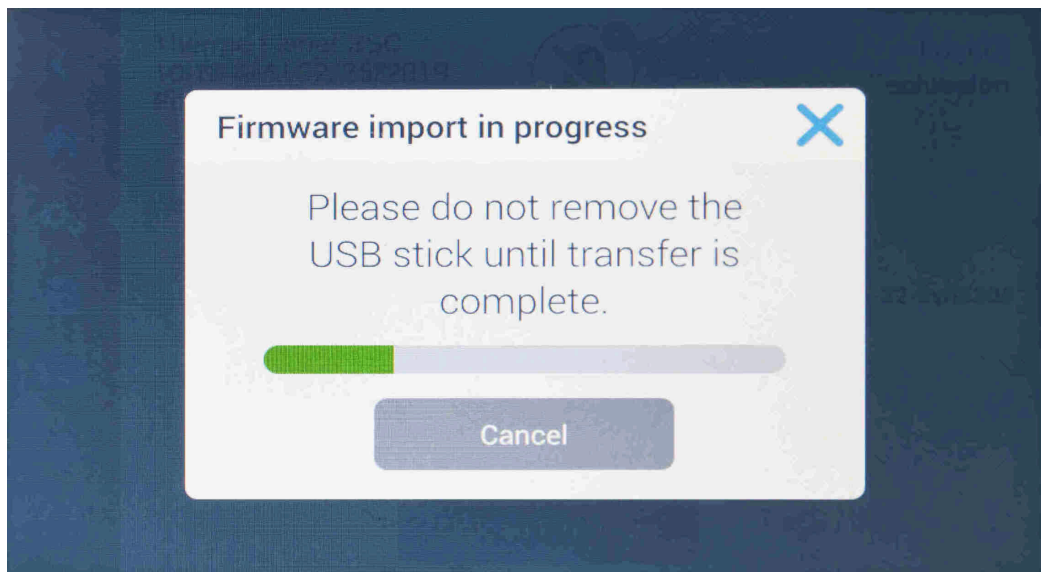 Firmware import in progress
Please do not remove the
USB stick until transfer is
complete.
Cancel